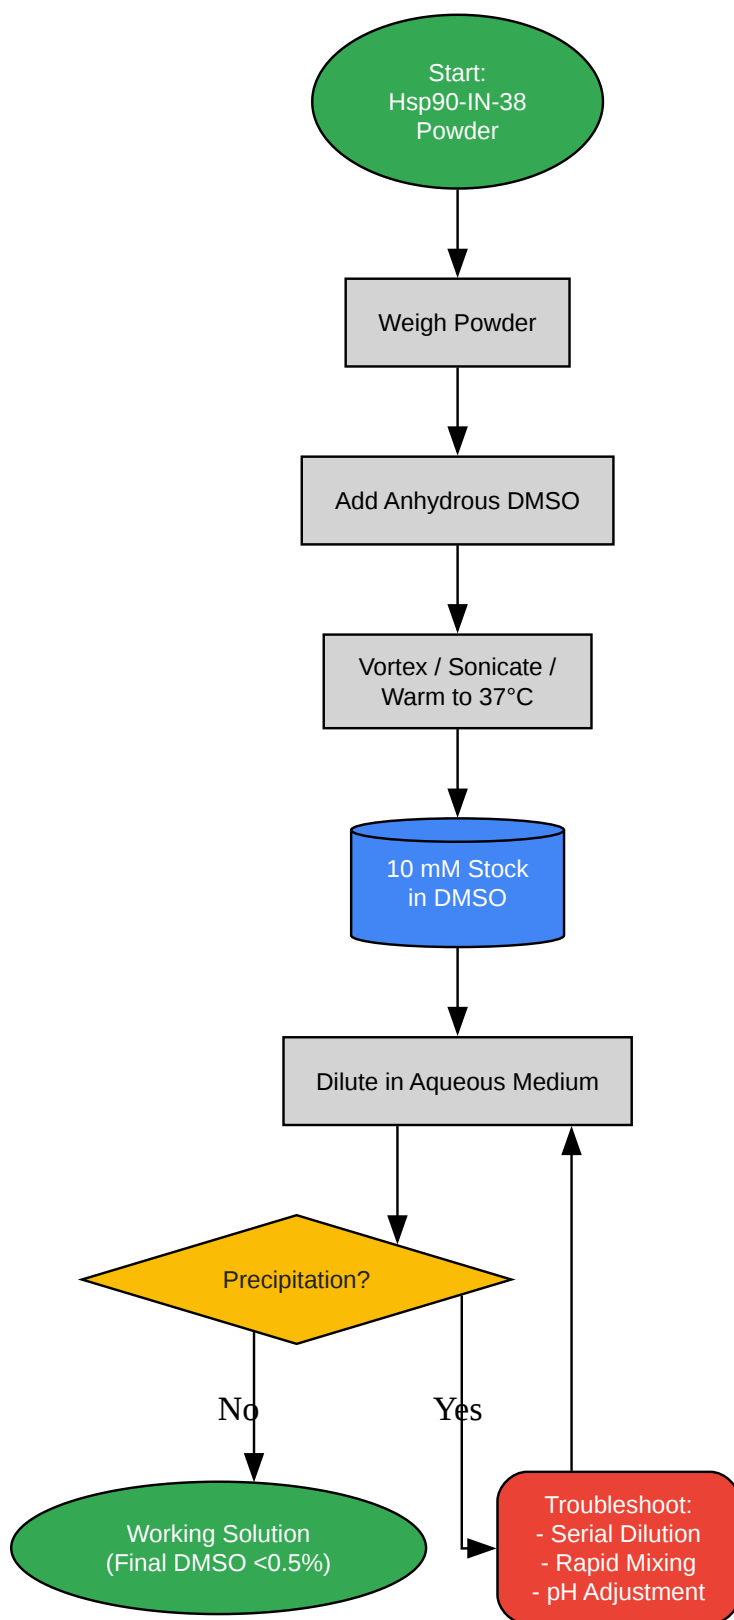 Start:
Hsp90-IN-38
Powder
Weigh Powder
Add Anhydrous DMSO
Vortex / Sonicate /
Warm to 37°C
10 mM Stock
in DMSO
Dilute in Aqueous Medium
Precipitation?
No
Yes
Working Solution
(Final DMSO <0.5%)
Troubleshoot:
- Serial Dilution
- Rapid Mixing
- pH Adjustment